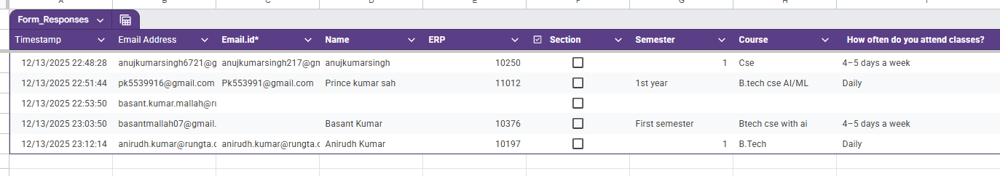 A B C D E F G H I
Form_Responses
Timestamp Email Address Email.id* Name ERP Section Semester Course How often do you attend classes?
12/13/2025 22:48:28 anujkumarsingh6721@g anujkumarsingh217@gm anujkumarsingh 10250 1 Cse 4–5 days a week
12/13/2025 22:51:44 pk5539916@gmail.com Pk553991@gmail.com Prince kumar sah 11012 1st year B.tech cse AI/ML Daily
12/13/2025 22:53:50 basant.kumar.mallah@ru
12/13/2025 23:03:50 basantmallah07@gmail. Basant Kumar 10376 First semester Btech cse with ai 4–5 days a week
12/13/2025 23:12:14 anirudh.kumar@rungta.c anirudh.kumar@rungta.c Anirudh Kumar 10197 1 B.Tech Daily